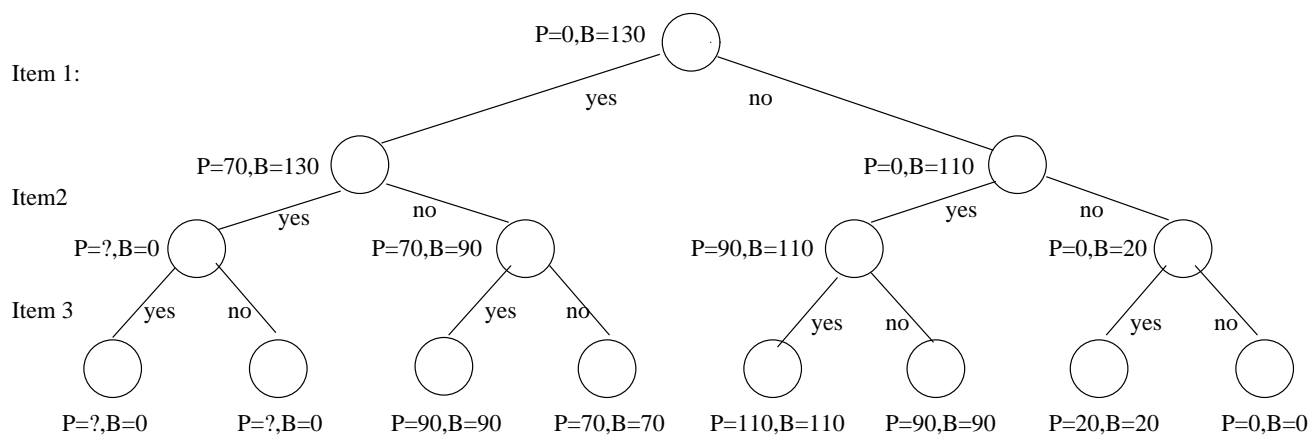 P=0,B=130
Item 1:
yes
no
P=70,B=130
P=0,B=110
Item2
yes
no
yes
no
P=?,B=0
P=70,B=90
P=90,B=110
P=0,B=20
Item 3
yes
no
yes
no
yes
no
yes
no
P=?,B=0
P=?,B=0
P=90,B=90
P=70,B=70
P=110,B=110
P=90,B=90
P=20,B=20
P=0,B=0